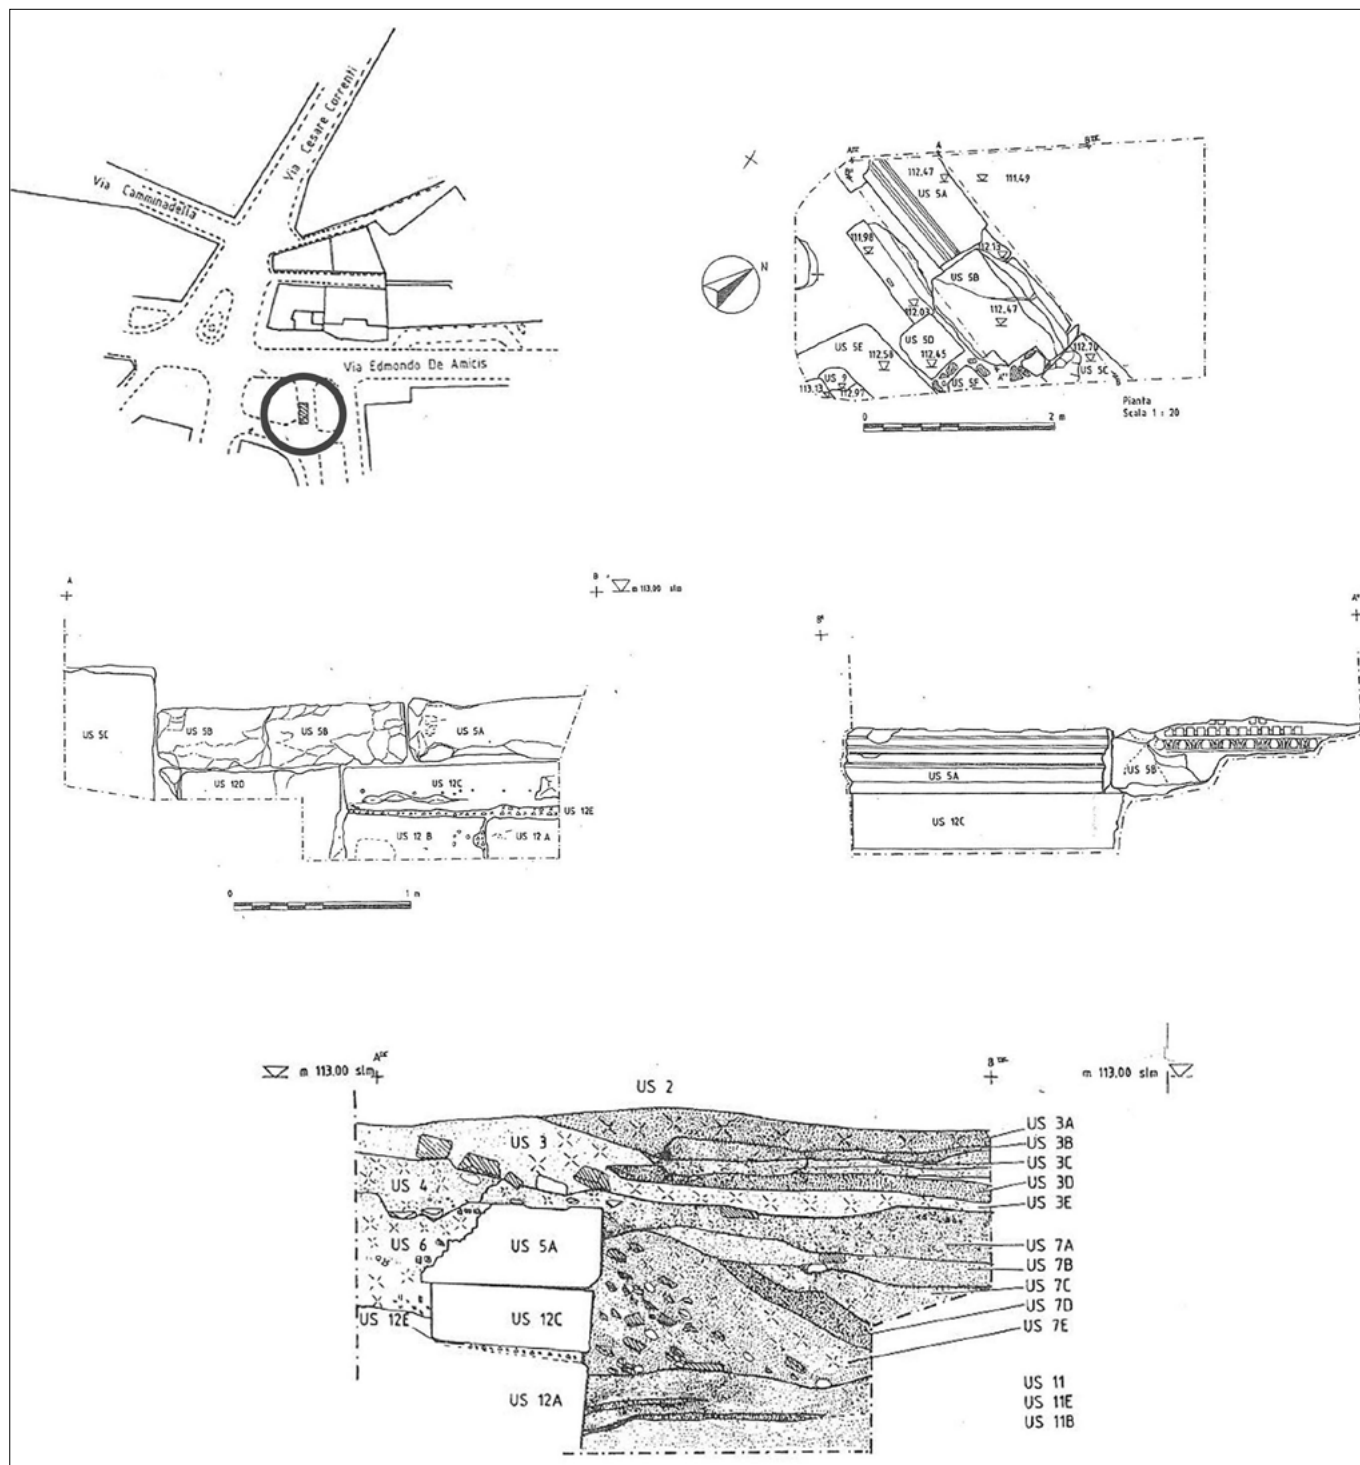 Via Cesare Correnti
Via Camminadella
Via Edmondo De Amicis
A
112.47
111.49
US 5A
N
111.98
12.13
US 5B
112.03
112.47
US 5D
US 5E
112.58
112.45
112.70
US 5C
US 9
US 5F
113.13
112.97
B
Pianta
Scala 1 : 20
0
2 m
A
B
m 113.00 slm
US 5C
US 5B
US 5B
US 5A
US 12D
US 12C
US 12E
US 12 B
US 12 A
0
1 m
US 5A
US 5B
US 12C
m 113.00 slm
m 113.00 slm
US 2
US 3
US 3A
US 3B
US 3C
US 3D
US 3E
US 4
US 6
US 5A
US 7A
US 7B
US 7C
US 7D
US 7E
US 12E
US 12C
US 12A
US 11
US 11E
US 11B